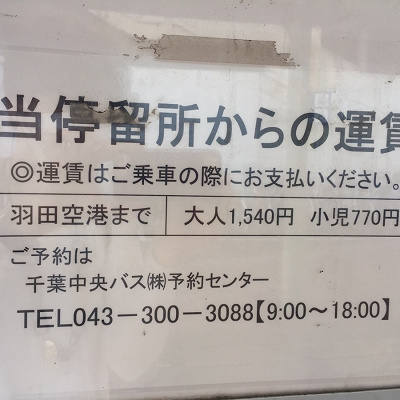 当停留所からの運賃
◎運賃はご乗車の際にお支払いください。
羽田空港まで 大人1,540円 小児770円
ご予約は
千葉中央バス㈱予約センター
TEL043－300－3088【9:00～18:00】